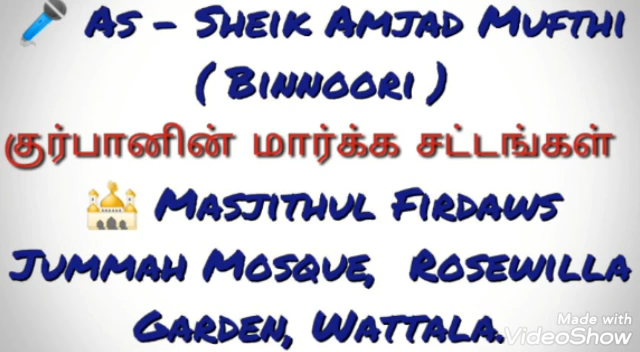 🎤 As - Sheik Amjad Mufthi
( Binnoori )
குர்பானின் மார்க்க சட்டங்கள்
🕌 Masjithul Firdaws
Jummah Mosque, Rosewilla
Garden, Wattala.
Made with
VideoShow